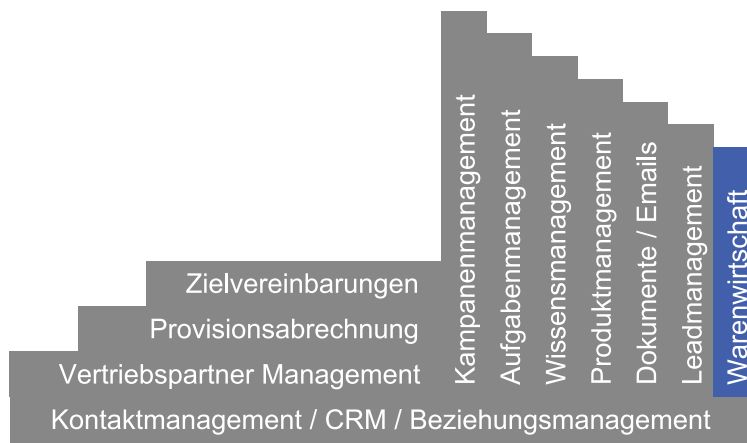 Zielvereinbarungen
Provisionsabrechnung
Vertriebspartner Management
Kampanenmanagement
Aufgabenmanagement
Wissensmanagement
Produktmanagement
Dokumente / Emails
Leadmanagement
Warenwirtschaft
Kontaktmanagement / CRM / Beziehungsmanagement